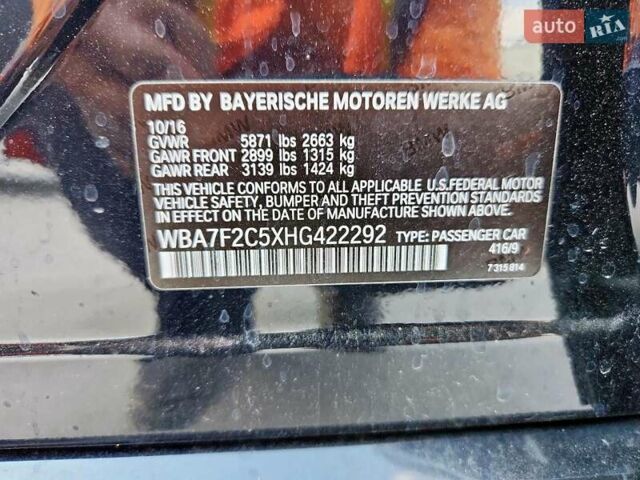 auto RIA.com
MFD BY BAYERISCHE MOTOREN WERKE AG
10/16
GVWR 5871 lbs 2663 kg
GAWR FRONT 2899 lbs 1315 kg
GAWR REAR 3139 lbs 1424 kg
THIS VEHICLE CONFORMS TO ALL APPLICABLE U.S.FEDERAL MOTOR
VEHICLE SAFETY, BUMPER AND THEFT PREVENTION STANDARDS IN
EFFECT ON THE DATE OF MANUFACTURE SHOWN ABOVE.
WBA7F2C5XHG422292 TYPE: PASSENGER CAR
416/9
7 315 814